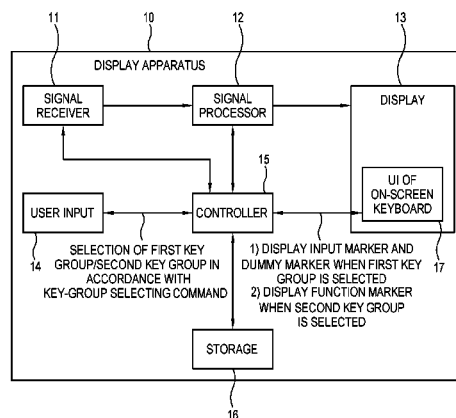 10
11
12
13
DISPLAY APPARATUS
SIGNAL
RECEIVER
SIGNAL
PROCESSOR
DISPLAY
15
UI OF
ON-SCREEN
KEYBOARD
USER INPUT
CONTROLLER
14
17
SELECTION OF FIRST KEY
GROUP/SECOND KEY GROUP IN
ACCORDANCE WITH
KEY-GROUP SELECTING COMMAND
1) DISPLAY INPUT MARKER AND
DUMMY MARKER WHEN FIRST KEY
GROUP IS SELECTED
2) DISPLAY FUNCTION MARKER
WHEN SECOND KEY GROUP
IS SELECTED
STORAGE
16